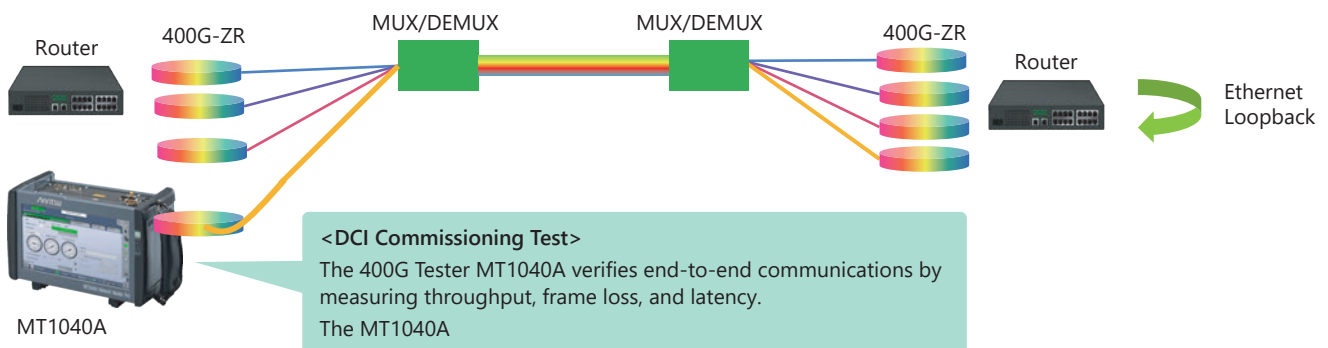 MUX/DEMUX
MUX/DEMUX
400G-ZR
400G-ZR
Router
Router
Ethernet
Loopback
Anritsu
<DCI Commissioning Test>
The 400G Tester MT1040A verifies end-to-end communications by
measuring throughput, frame loss, and latency.
The MT1040A
MT1040A